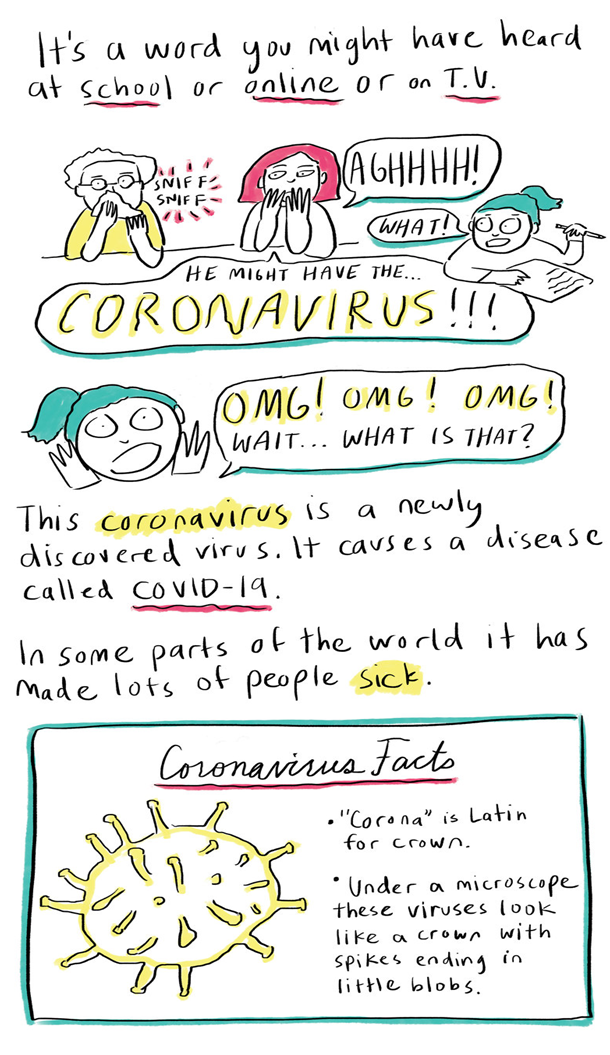 It's a word you might have heard
at school or online or on T.V.
SNIFF
SNIFF
AGHHHH!
WHAT!
HE MIGHT HAVE THE...
CORONAVIRUS!!!
OMG! OMG! OMG!
WAIT... WHAT IS THAT?
This coronavirus is a newly
discovered virus. It causes a disease
called COVID-19.
In some parts of the world it has
made lots of people sick.
Coronavirus Facts
• "Corona" is Latin
for crown.
• Under a microscope
these viruses look
like a crown with
spikes ending in
little blobs.